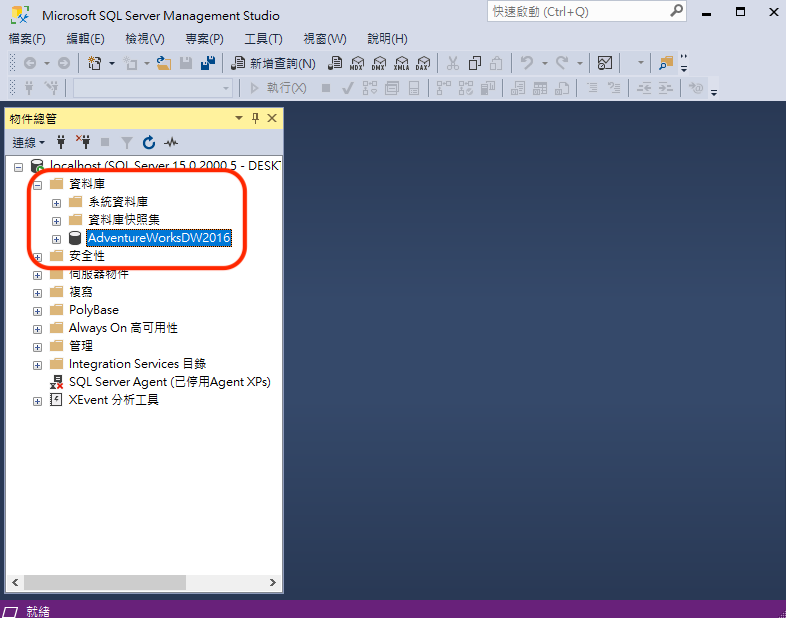 Microsoft SQL Server Management Studio
快速啟動 (Ctrl+Q)
檔案(F) 編輯(E) 檢視(V) 專案(P) 工具(T) 視窗(W) 說明(H)
新增查詢(N) MDX DMX XMLA DAX
執行(X)
物件總管
連線
localhost (SQL Server 15.0.2000.5 - DESKT
資料庫
系統資料庫
資料庫快照集
AdventureWorksDW2016
安全性
伺服器物件
複寫
PolyBase
Always On 高可用性
管理
Integration Services 目錄
SQL Server Agent (已停用Agent XPs)
XEvent 分析工具
就緒